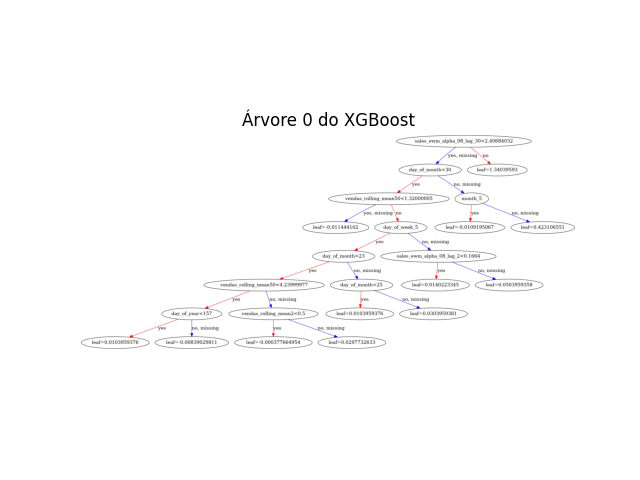 Árvore 0 do XGBoost
sales_ewm_alpha_08_lag_30<2.40684032
yes, missing
no
day_of_month<30
leaf=1.34039593
yes
no, missing
vendas_rolling_mean50<1.32000005
month_5
yes, missing
no
yes
no, missing
leaf=-0.011444102
day_of_week_5
leaf=-0.0109195067
leaf=0.423106551
yes
no, missing
day_of_month<23
sales_ewm_alpha_08_lag_2<0.1664
yes
no, missing
yes
no, missing
vendas_rolling_mean50<4.23999977
day_of_month<25
leaf=0.0140223345
leaf=0.0503959358
yes
no, missing
yes
no, missing
day_of_year<157
vendas_rolling_mean2<0.5
leaf=0.0103959376
leaf=0.0303959381
yes
no, missing
yes
no, missing
leaf=0.0103959376
leaf=-0.00839629811
leaf=-0.000377664954
leaf=0.0297732633